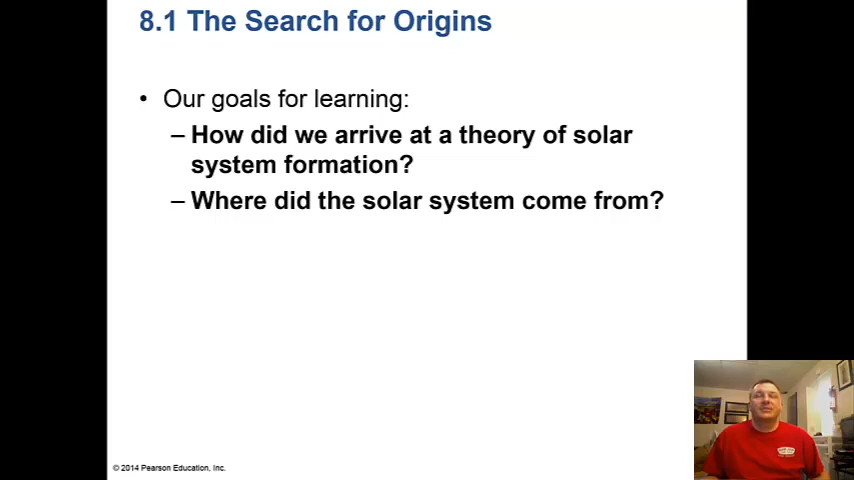 8.1 The Search for Origins
• Our goals for learning:
– How did we arrive at a theory of solar
system formation?
– Where did the solar system come from?
© 2014 Pearson Education, Inc.